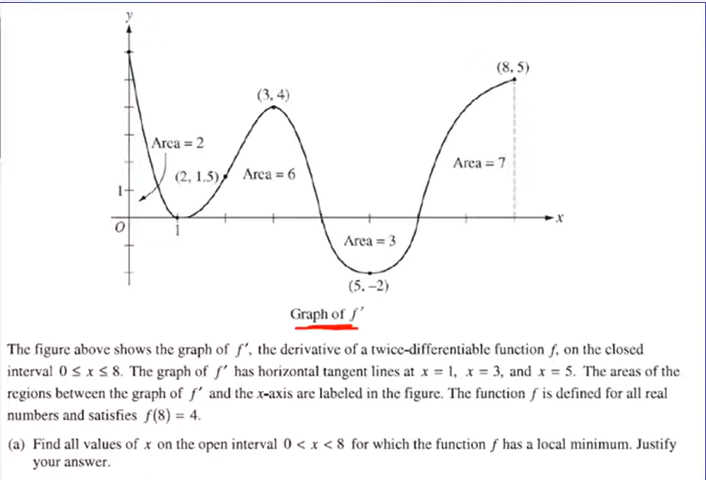 y
(8, 5)
(3, 4)
Area = 2
(2, 1.5)
Area = 6
Area = 7
1
O
1
x
Area = 3
(5, –2)
Graph of f′
The figure above shows the graph of f′, the derivative of a twice-differentiable function f, on the closed
interval 0 ≤ x ≤ 8. The graph of f′ has horizontal tangent lines at x = 1, x = 3, and x = 5. The areas of the
regions between the graph of f′ and the x-axis are labeled in the figure. The function f is defined for all real
numbers and satisfies f(8) = 4.
(a) Find all values of x on the open interval 0 < x < 8 for which the function f has a local minimum. Justify
your answer.